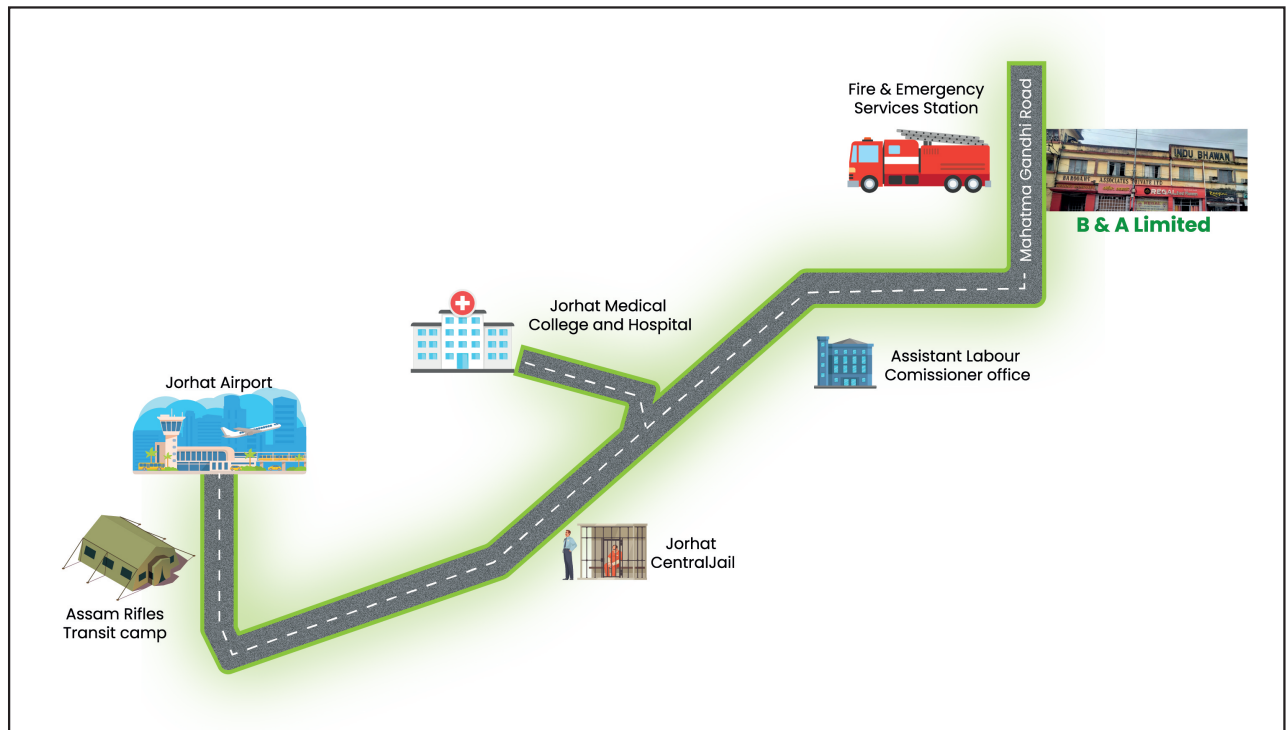 Fire & Emergency
Services Station
Mahatma Gandhi Road
INDU BHAWAN
B & A Limited
Jorhat Medical
College and Hospital
Assistant Labour
Comissioner office
Jorhat Airport
Jorhat
CentralJail
Assam Rifles
Transit camp